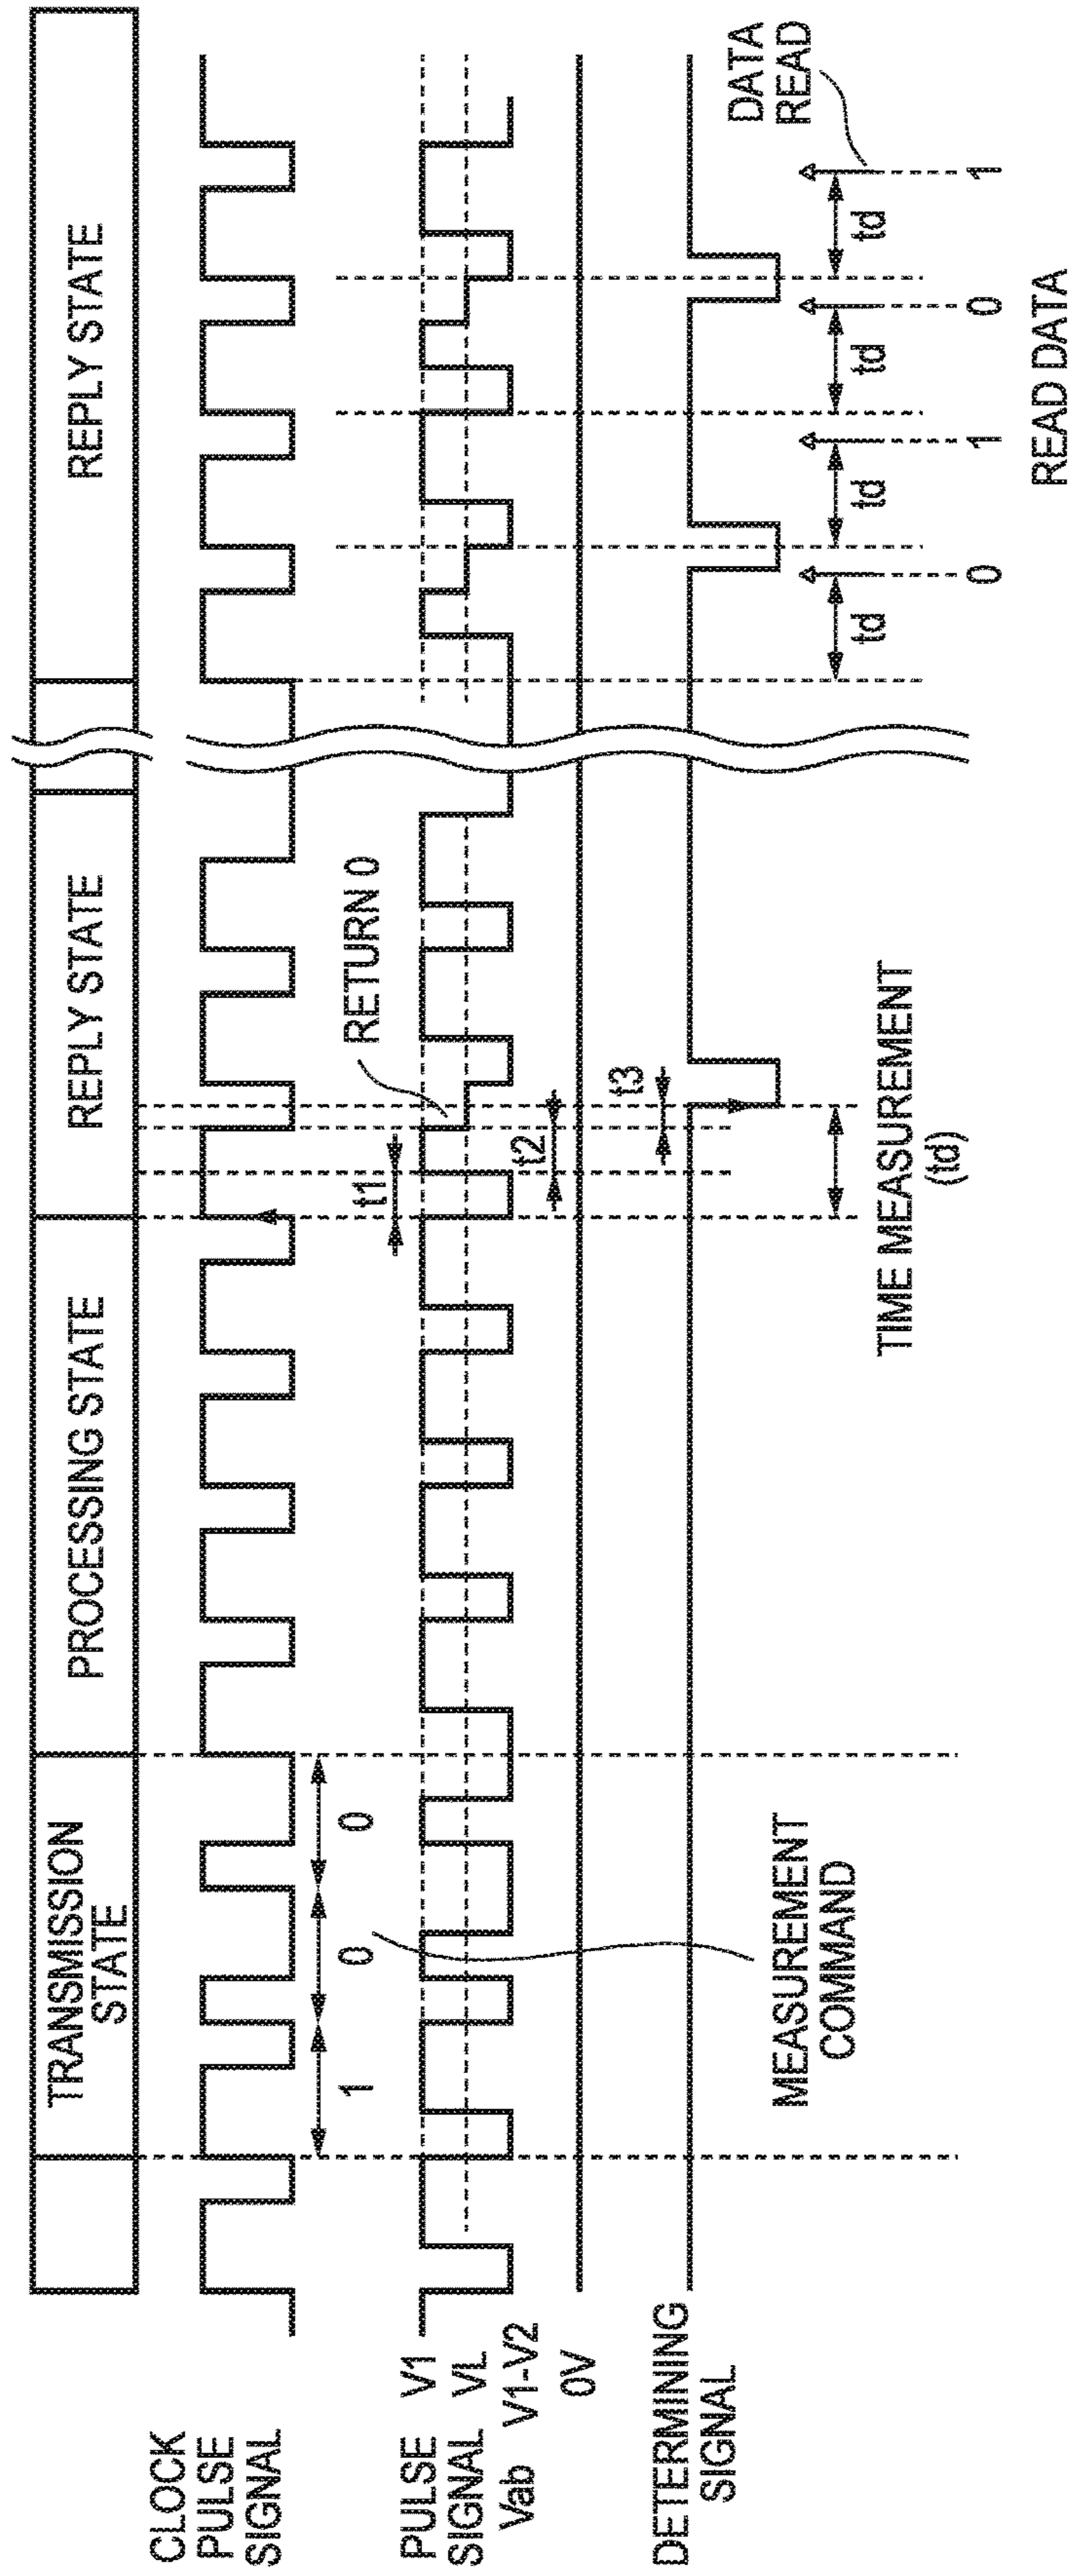 TRANSMISSION
STATE
PROCESSING STATE
REPLY STATE
REPLY STATE
CLOCK
PULSE
SIGNAL
1
0
0
PULSE
SIGNAL
Vab
V1
VL
V1-V2
0V
t1
RETURN 0
t2
t3
DETERMINING
SIGNAL
MEASUREMENT
COMMAND
TIME MEASUREMENT
(td)
td
td
td
td
DATA
READ
0
1
0
1
READ DATA